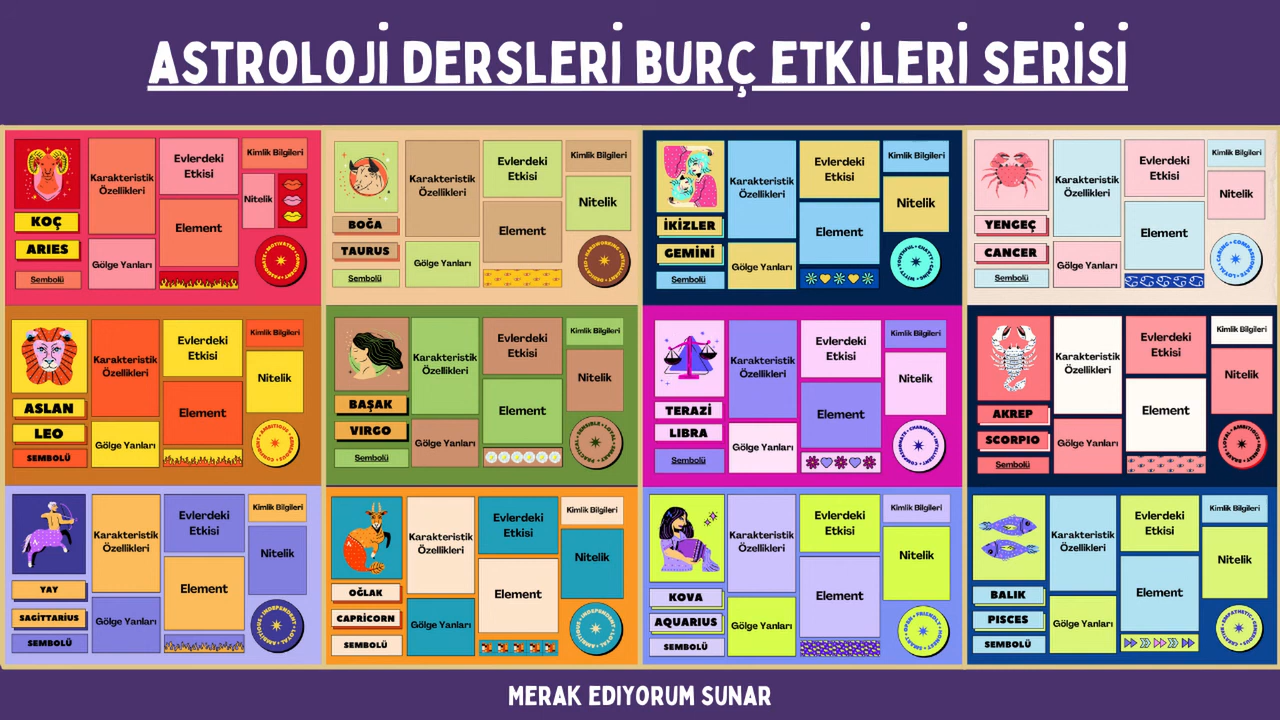 ASTROLOJİ DERSLERİ BURÇ ETKİLERİ SERİSİ
KOÇ
ARIES
Sembolü
Karakteristik
Özellikleri
Gölge Yanları
Evlerdeki
Etkisi
Element
Kimlik Bilgileri
Nitelik
BOĞA
TAURUS
Sembolü
Karakteristik
Özellikleri
Gölge Yanları
Evlerdeki
Etkisi
Element
Kimlik Bilgileri
Nitelik
İKİZLER
GEMİNİ
Sembolü
Karakteristik
Özellikleri
Gölge Yanları
Evlerdeki
Etkisi
Element
Kimlik Bilgileri
Nitelik
YENGEÇ
CANCER
Sembolü
Karakteristik
Özellikleri
Gölge Yanları
Evlerdeki
Etkisi
Element
Kimlik Bilgileri
Nitelik
ASLAN
LEO
SEMBOLÜ
Karakteristik
Özellikleri
Gölge Yanları
Evlerdeki
Etkisi
Element
Kimlik Bilgileri
Nitelik
BAŞAK
VIRGO
Sembolü
Karakteristik
Özellikleri
Gölge Yanları
Evlerdeki
Etkisi
Element
Kimlik Bilgileri
Nitelik
TERAZİ
LIBRA
Sembolü
Karakteristik
Özellikleri
Gölge Yanları
Evlerdeki
Etkisi
Element
Kimlik Bilgileri
Nitelik
AKREP
SCORPIO
Sembolü
Karakteristik
Özellikleri
Gölge Yanları
Evlerdeki
Etkisi
Element
Kimlik Bilgileri
Nitelik
YAY
SAGİTTARİUS
SEMBOLÜ
Karakteristik
Özellikleri
Gölge Yanları
Evlerdeki
Etkisi
Element
Kimlik Bilgileri
Nitelik
OĞLAK
CAPRİCORN
SEMBOLÜ
Karakteristik
Özellikleri
Gölge Yanları
Evlerdeki
Etkisi
Element
Kimlik Bilgileri
Nitelik
KOVA
AQUARIUS
SEMBOLÜ
Karakteristik
Özellikleri
Gölge Yanları
Evlerdeki
Etkisi
Element
Kimlik Bilgileri
Nitelik
BALIK
PISCES
SEMBOLÜ
Karakteristik
Özellikleri
Gölge Yanları
Evlerdeki
Etkisi
Element
Kimlik Bilgileri
Nitelik
MERAK EDIYORUM SUNAR